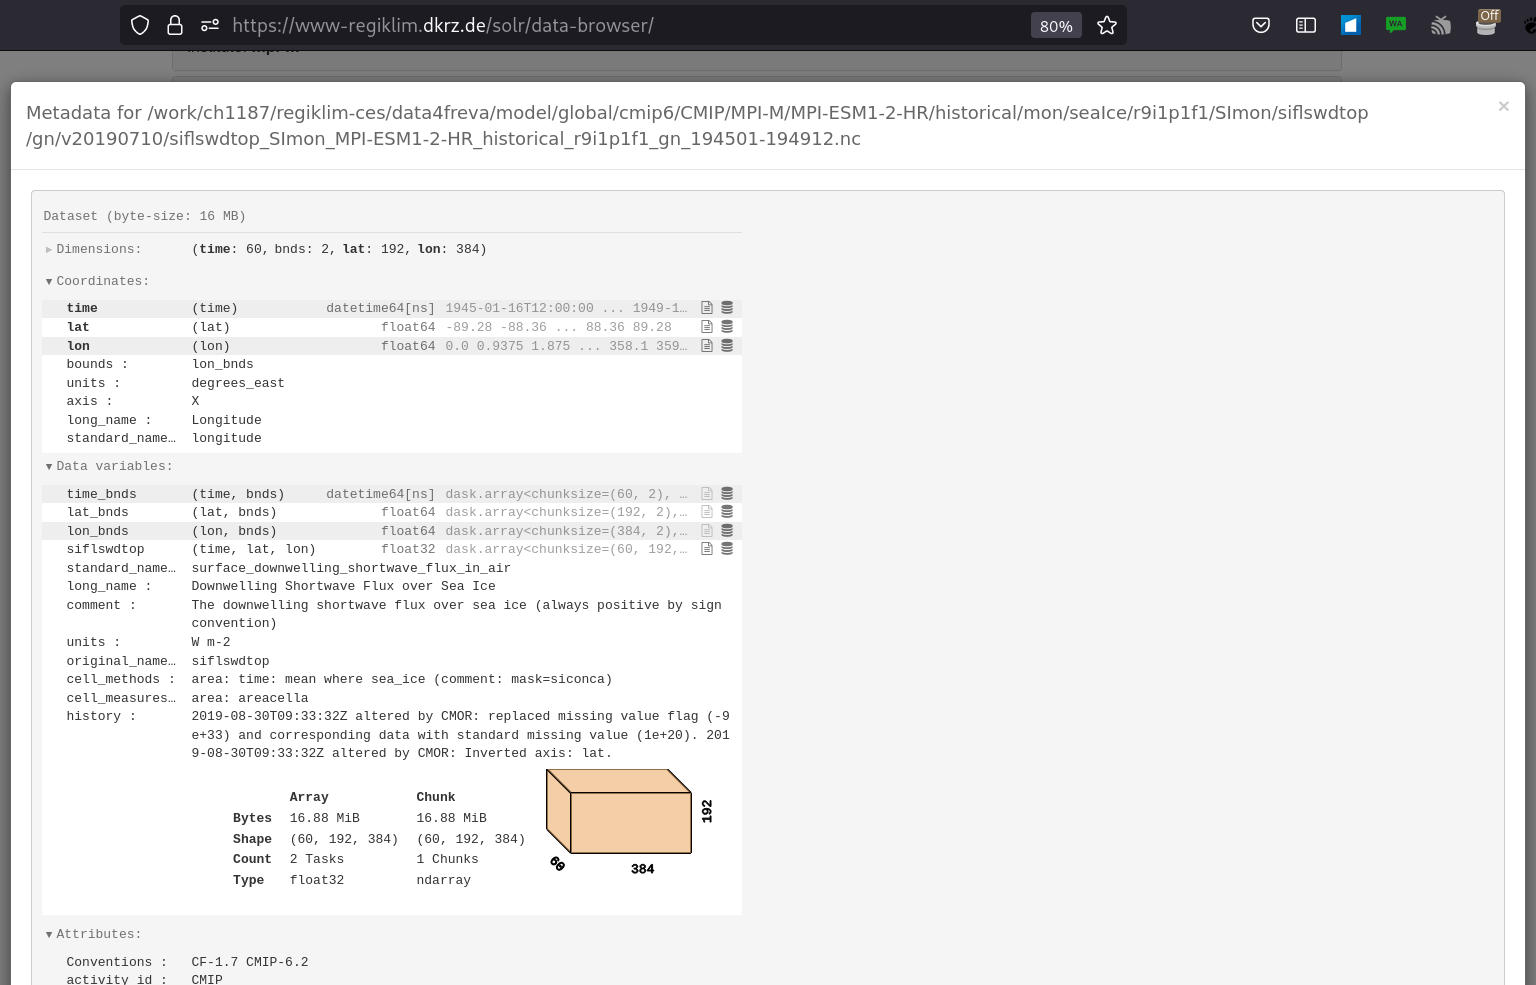 https://www-regiklim.dkrz.de/solr/data-browser/
80%
WA
Off
Metadata for /work/ch1187/regiklim-ces/data4freva/model/global/cmip6/CMIP/MPI-M/MPI-ESM1-2-HR/historical/mon/seaIce/r9i1p1f1/SImon/siflswdtop
/gn/v20190710/siflswdtop_SImon_MPI-ESM1-2-HR_historical_r9i1p1f1_gn_194501-194912.nc
×
Dataset (byte-size: 16 MB)
► Dimensions: (time: 60, bnds: 2, lat: 192, lon: 384)
▼ Coordinates:
time (time) datetime64[ns] 1945-01-16T12:00:00 ... 1949-1…
lat (lat) float64 -89.28 -88.36 ... 88.36 89.28
lon (lon) float64 0.0 0.9375 1.875 ... 358.1 359…
bounds : lon_bnds
units : degrees_east
axis : X
long_name : Longitude
standard_name… longitude
▼ Data variables:
time_bnds (time, bnds) datetime64[ns] dask.array<chunksize=(60, 2), …
lat_bnds (lat, bnds) float64 dask.array<chunksize=(192, 2),…
lon_bnds (lon, bnds) float64 dask.array<chunksize=(384, 2),…
siflswdtop (time, lat, lon) float32 dask.array<chunksize=(60, 192,…
standard_name… surface_downwelling_shortwave_flux_in_air
long_name : Downwelling Shortwave Flux over Sea Ice
comment : The downwelling shortwave flux over sea ice (always positive by sign
convention)
units : W m-2
original_name… siflswdtop
cell_methods : area: time: mean where sea_ice (comment: mask=siconca)
cell_measures… area: areacella
history : 2019-08-30T09:33:32Z altered by CMOR: replaced missing value flag (-9
e+33) and corresponding data with standard missing value (1e+20). 201
9-08-30T09:33:32Z altered by CMOR: Inverted axis: lat.
Array Chunk
Bytes 16.88 MiB 16.88 MiB
Shape (60, 192, 384) (60, 192, 384)
Count 2 Tasks 1 Chunks
Type float32 ndarray
192
60
384
▼ Attributes:
Conventions : CF-1.7 CMIP-6.2
activity_id : CMIP